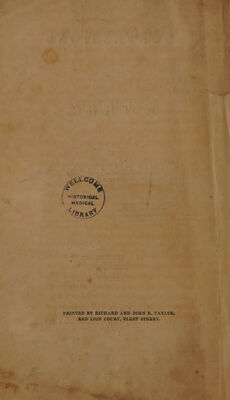 WELLCOME
HISTORICAL
MEDICAL
LIBRARY
PRINTED BY RICHARD AND JOHN E. TAYLOR,
RED LION COURT, FLEET STREET.